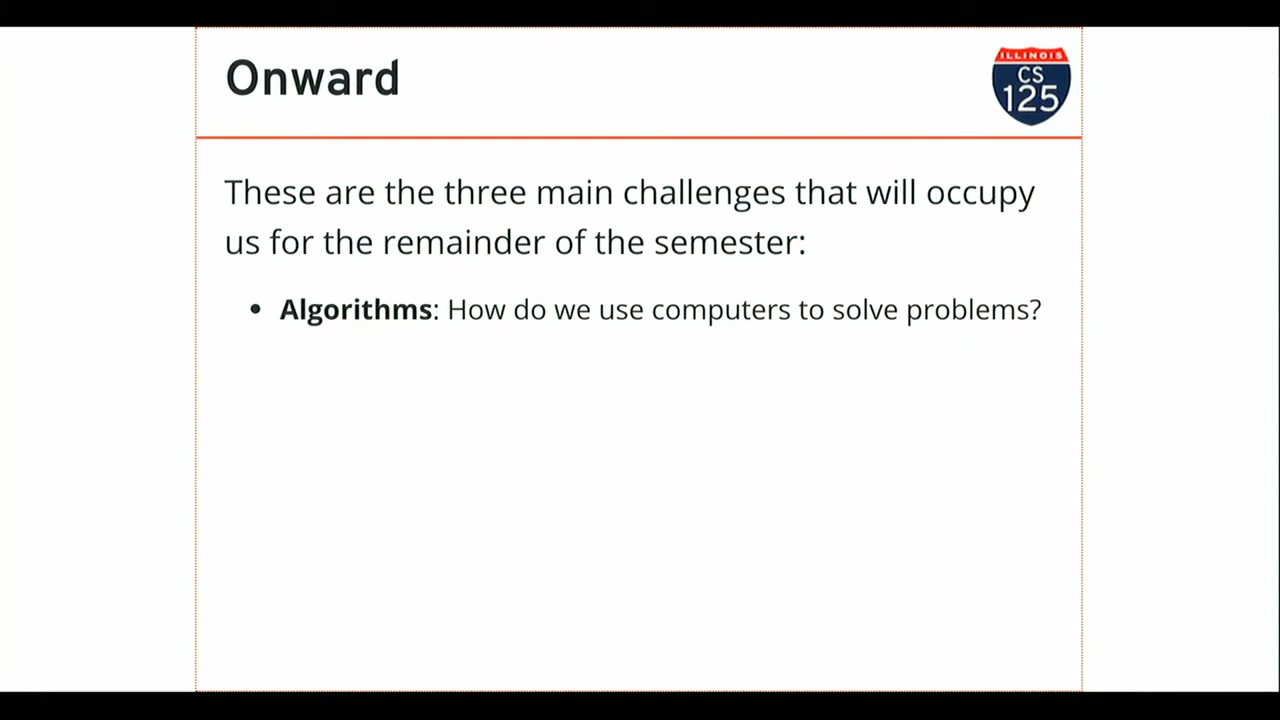 Onward
ILLINOIS
CS
125
These are the three main challenges that will occupy
us for the remainder of the semester:
• Algorithms: How do we use computers to solve problems?